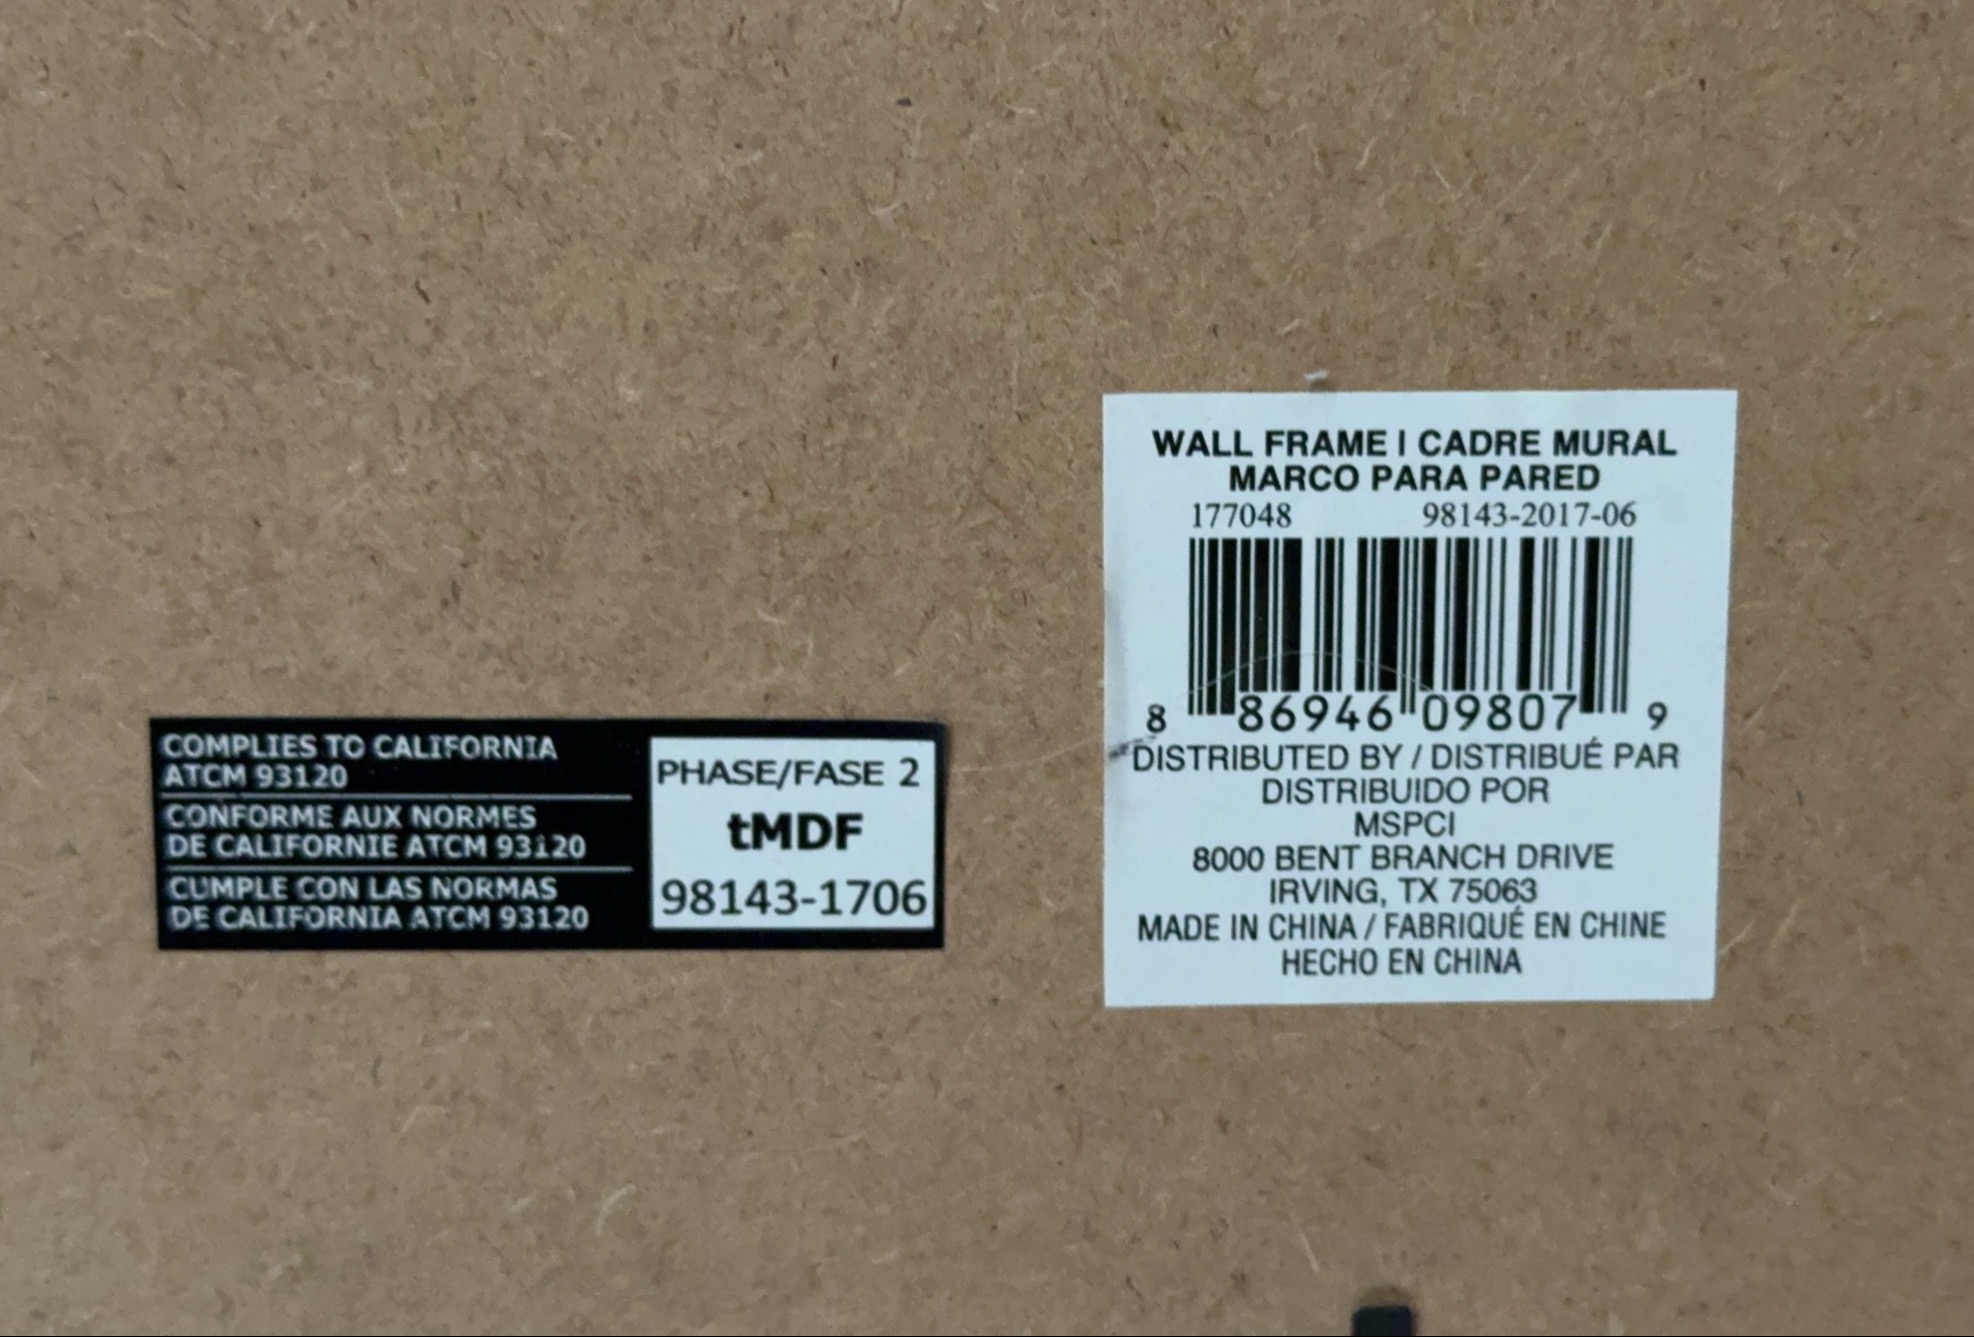 COMPLIES TO CALIFORNIA
ATCM 93120
CONFORME AUX NORMES
DE CALIFORNIE ATCM 93120
CUMPLE CON LAS NORMAS
DE CALIFORNIA ATCM 93120
PHASE/FASE 2
tMDF
98143-1706
WALL FRAME | CADRE MURAL
MARCO PARA PARED
177048 98143-2017-06
8 86946 09807 9
DISTRIBUTED BY / DISTRIBUÉ PAR
DISTRIBUIDO POR
MSPCI
8000 BENT BRANCH DRIVE
IRVING, TX 75063
MADE IN CHINA / FABRIQUÉ EN CHINE
HECHO EN CHINA